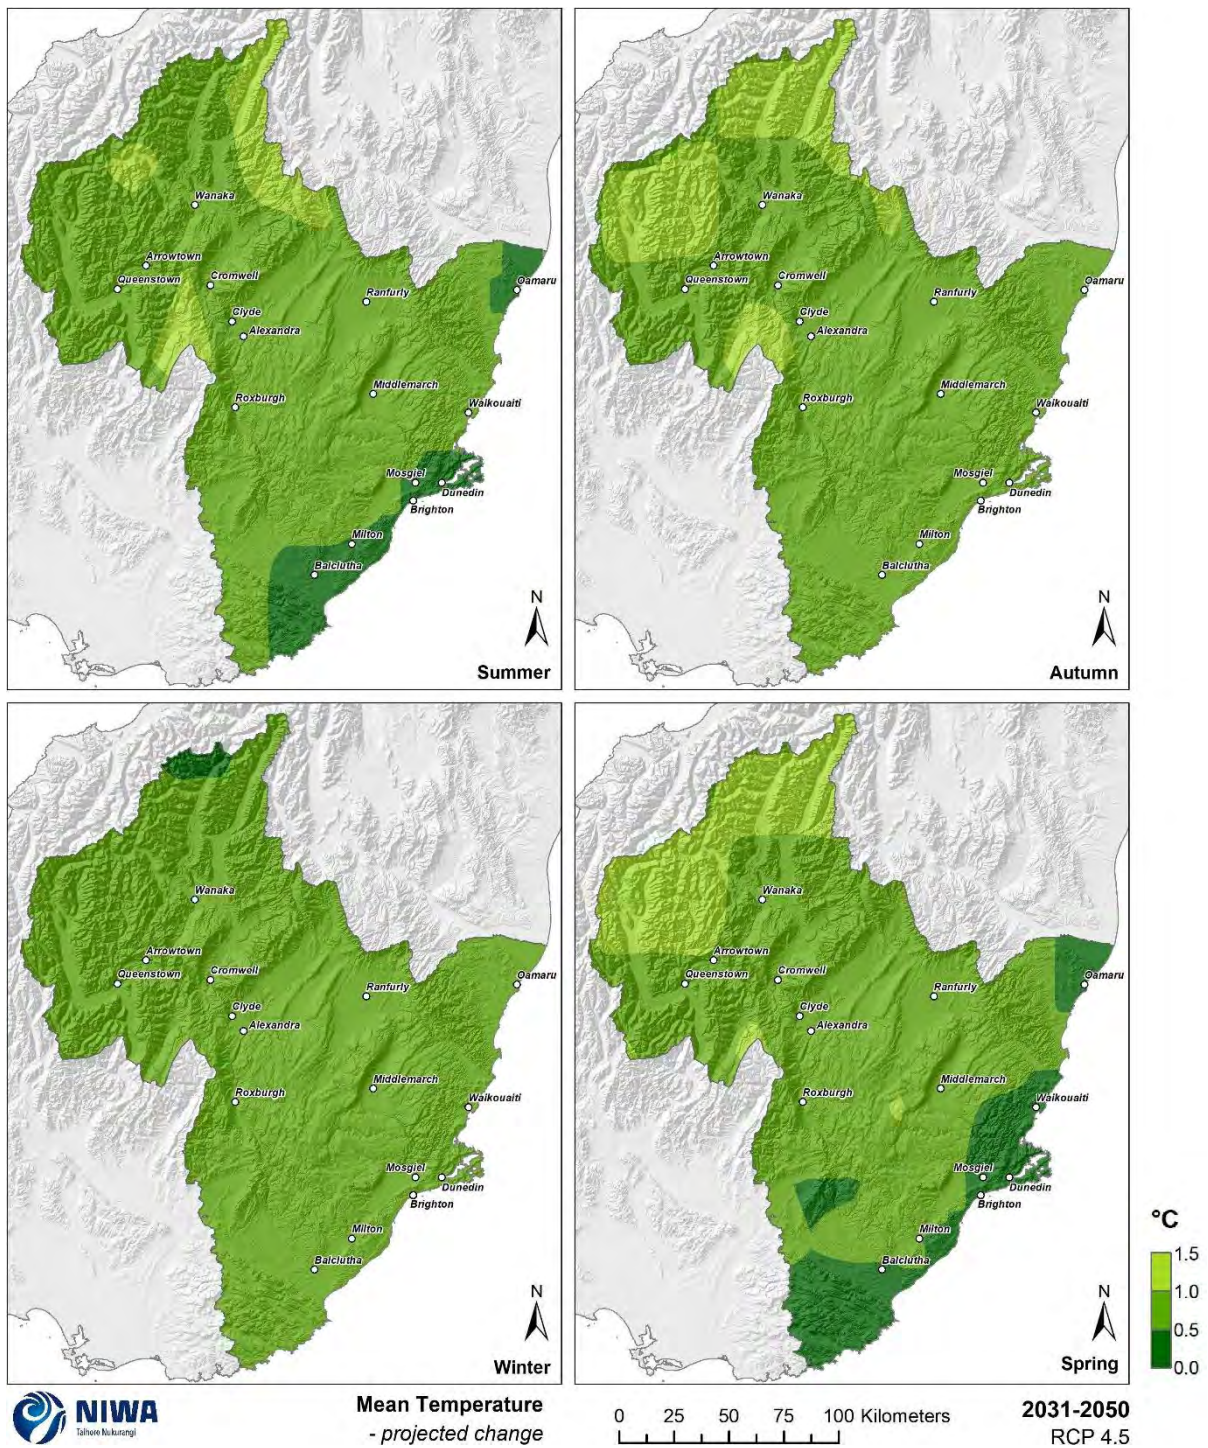 Wanaka
Arrowtown
Queenstown
Cromwell
Clyde
Alexandra
Ranfurly
Oamaru
Roxburgh
Middlemarch
Waikouaiti
Mosgiel
Dunedin
Brighton
Milton
Balclutha
N
Summer
Wanaka
Arrowtown
Queenstown
Cromwell
Clyde
Alexandra
Ranfurly
Oamaru
Roxburgh
Middlemarch
Waikouaiti
Mosgiel
Dunedin
Brighton
Milton
Balclutha
N
Autumn
Wanaka
Arrowtown
Queenstown
Cromwell
Clyde
Alexandra
Ranfurly
Oamaru
Roxburgh
Middlemarch
Waikouaiti
Mosgiel
Dunedin
Brighton
Milton
Balclutha
N
Winter
Wanaka
Arrowtown
Queenstown
Cromwell
Clyde
Alexandra
Ranfurly
Oamaru
Roxburgh
Middlemarch
Waikouaiti
Mosgiel
Dunedin
Brighton
Milton
Balclutha
N
Spring
°C
1.5
1.0
0.5
0.0
NIWA
Taihoro Nukurangi
Mean Temperature
- projected change
0 25 50 75 100 Kilometers
2031-2050
RCP 4.5